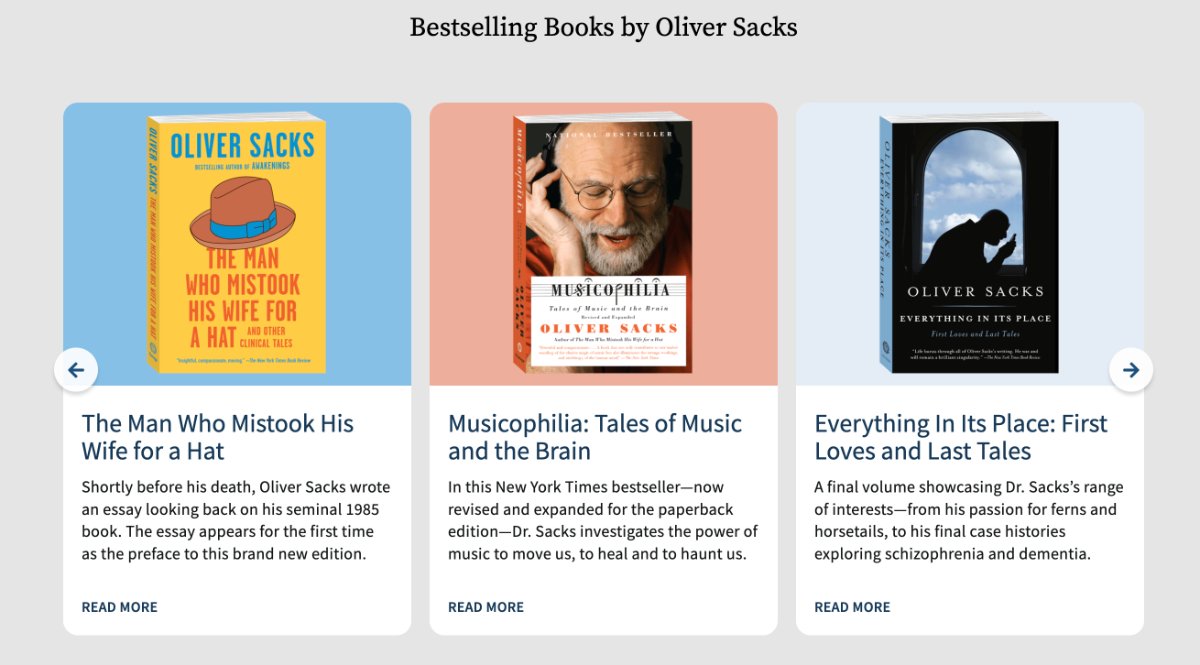 Bestselling Books by Oliver Sacks
OLIVER SACKS
BESTSELLING AUTHOR OF AWAKENINGS
THE MAN
WHO MISTOOK
HIS WIFE FOR
A HAT AND OTHER
CLINICAL TALES
"Insightful, compassionate, moving." —The New York Times Book Review
OLIVER SACKS THE MAN WHO MISTOOK HIS WIFE FOR A HAT
NATIONAL BESTSELLER
MUSICOPHILIA
Tales of Music and the Brain
Revised and Expanded
OLIVER SACKS
Author of The Man Who Mistook His Wife for a Hat
Musicophilia
OLIVER SACKS
EVERYTHING IN ITS PLACE
First Loves and Last Tales
"Life bursts through all of Oliver Sacks's writing. He was and
will remain a brilliant singularity." —The New York Times Book Review
OLIVER SACKS EVERYTHING IN ITS PLACE
The Man Who Mistook His
Wife for a Hat
Shortly before his death, Oliver Sacks wrote
an essay looking back on his seminal 1985
book. The essay appears for the first time
as the preface to this brand new edition.
READ MORE
Musicophilia: Tales of Music
and the Brain
In this New York Times bestseller—now
revised and expanded for the paperback
edition—Dr. Sacks investigates the power of
music to move us, to heal and to haunt us.
READ MORE
Everything In Its Place: First
Loves and Last Tales
A final volume showcasing Dr. Sacks’s range
of interests—from his passion for ferns and
horsetails, to his final case histories
exploring schizophrenia and dementia.
READ MORE